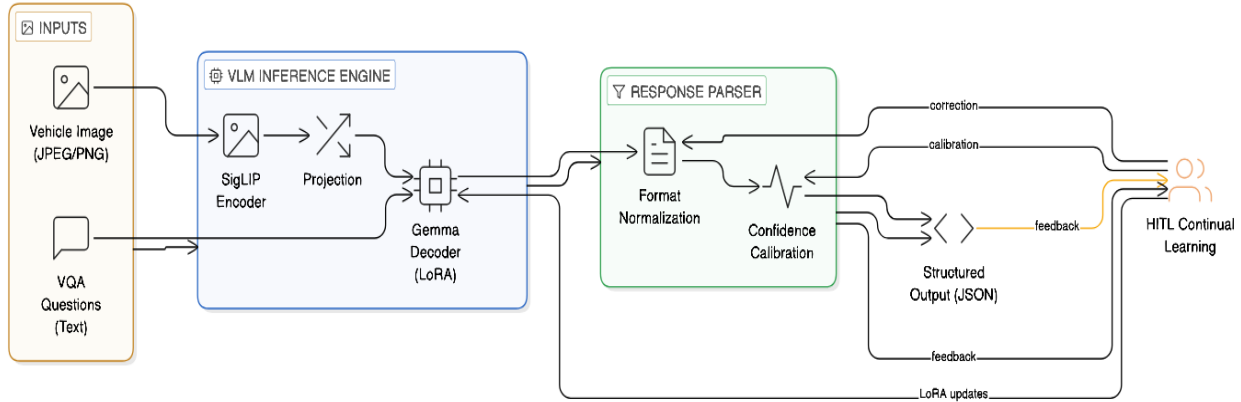 INPUTS
Vehicle Image
(JPEG/PNG)
VQA
Questions
(Text)
VLM INFERENCE ENGINE
SigLIP
Encoder
Projection
Gemma
Decoder
(LoRA)
RESPONSE PARSER
Format
Normalization
Confidence
Calibration
Structured
Output (JSON)
correction
calibration
feedback
feedback
LoRA updates
HITL Continual
Learning